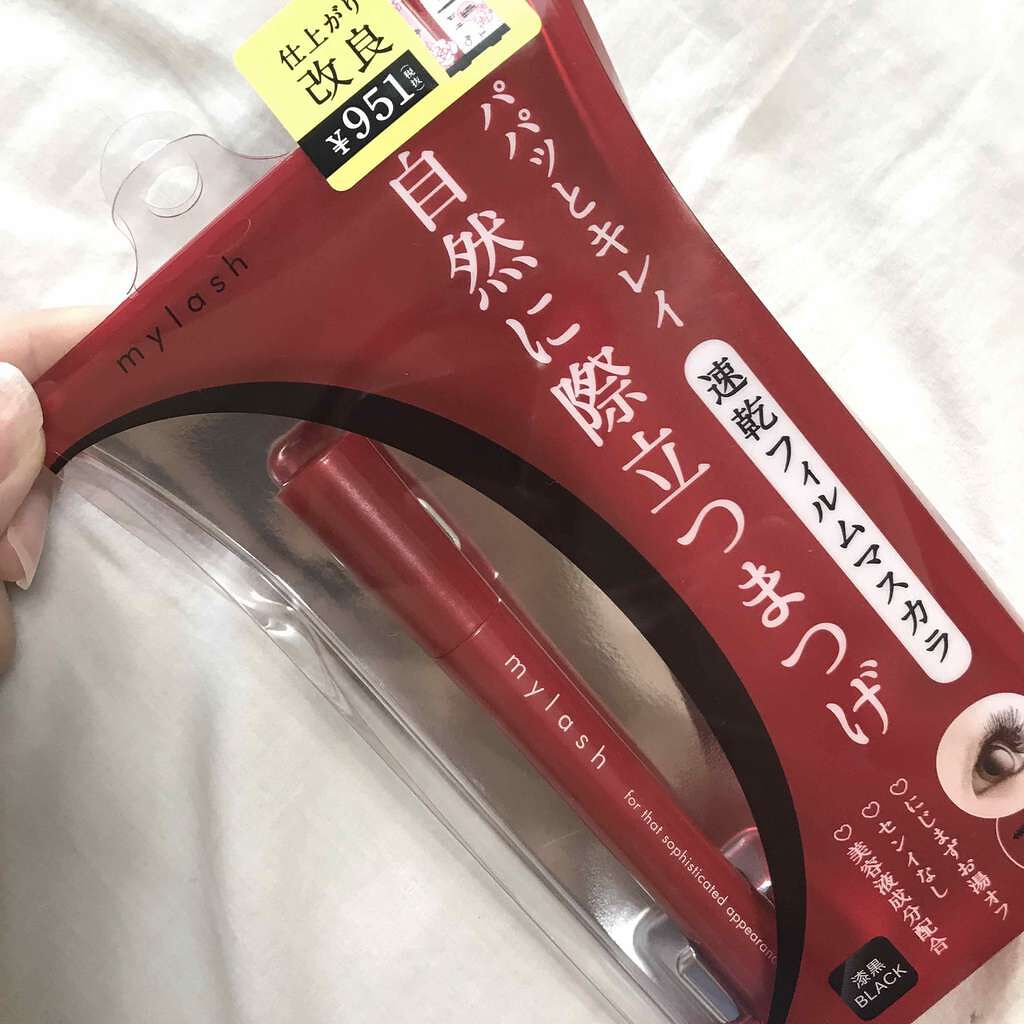 仕上がり
改良
¥951(税抜)
mylash
パパッとキレイ
自然に際立つまつげ
速乾フィルムマスカラ
mylash
for that sophisticated appearanc
♡にじまずお湯オフ
♡センイなし
♡美容液成分配合
漆黒
BLACK